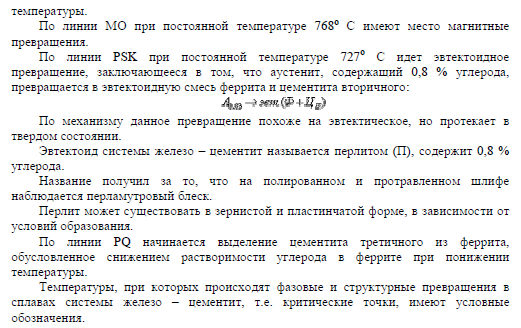 температуры.
По линии МО при постоянной температуре 768⁰ С имеют место магнитные
превращения.
По линии PSK при постоянной температуре 727⁰ С идет эвтектоидное
превращение, заключающееся в том, что аустенит, содержащий 0,8 % углерода,
превращается в эвтектоидную смесь феррита и цементита вторичного:
А₀,₈₃ → эвт(Ф+Ц_II)
По механизму данное превращение похоже на эвтектическое, но протекает в
твердом состоянии.
Эвтектоид системы железо – цементит называется перлитом (П), содержит 0,8 %
углерода.
Название получил за то, что на полированном и протравленном шлифе
наблюдается перламутровый блеск.
Перлит может существовать в зернистой и пластинчатой форме, в зависимости от
условий образования.
По линии PQ начинается выделение цементита третичного из феррита,
обусловленное снижением растворимости углерода в феррите при понижении
температуры.
Температуры, при которых происходят фазовые и структурные превращения в
сплавах системы железо – цементит, т.е. критические точки, имеют условные
обозначения.